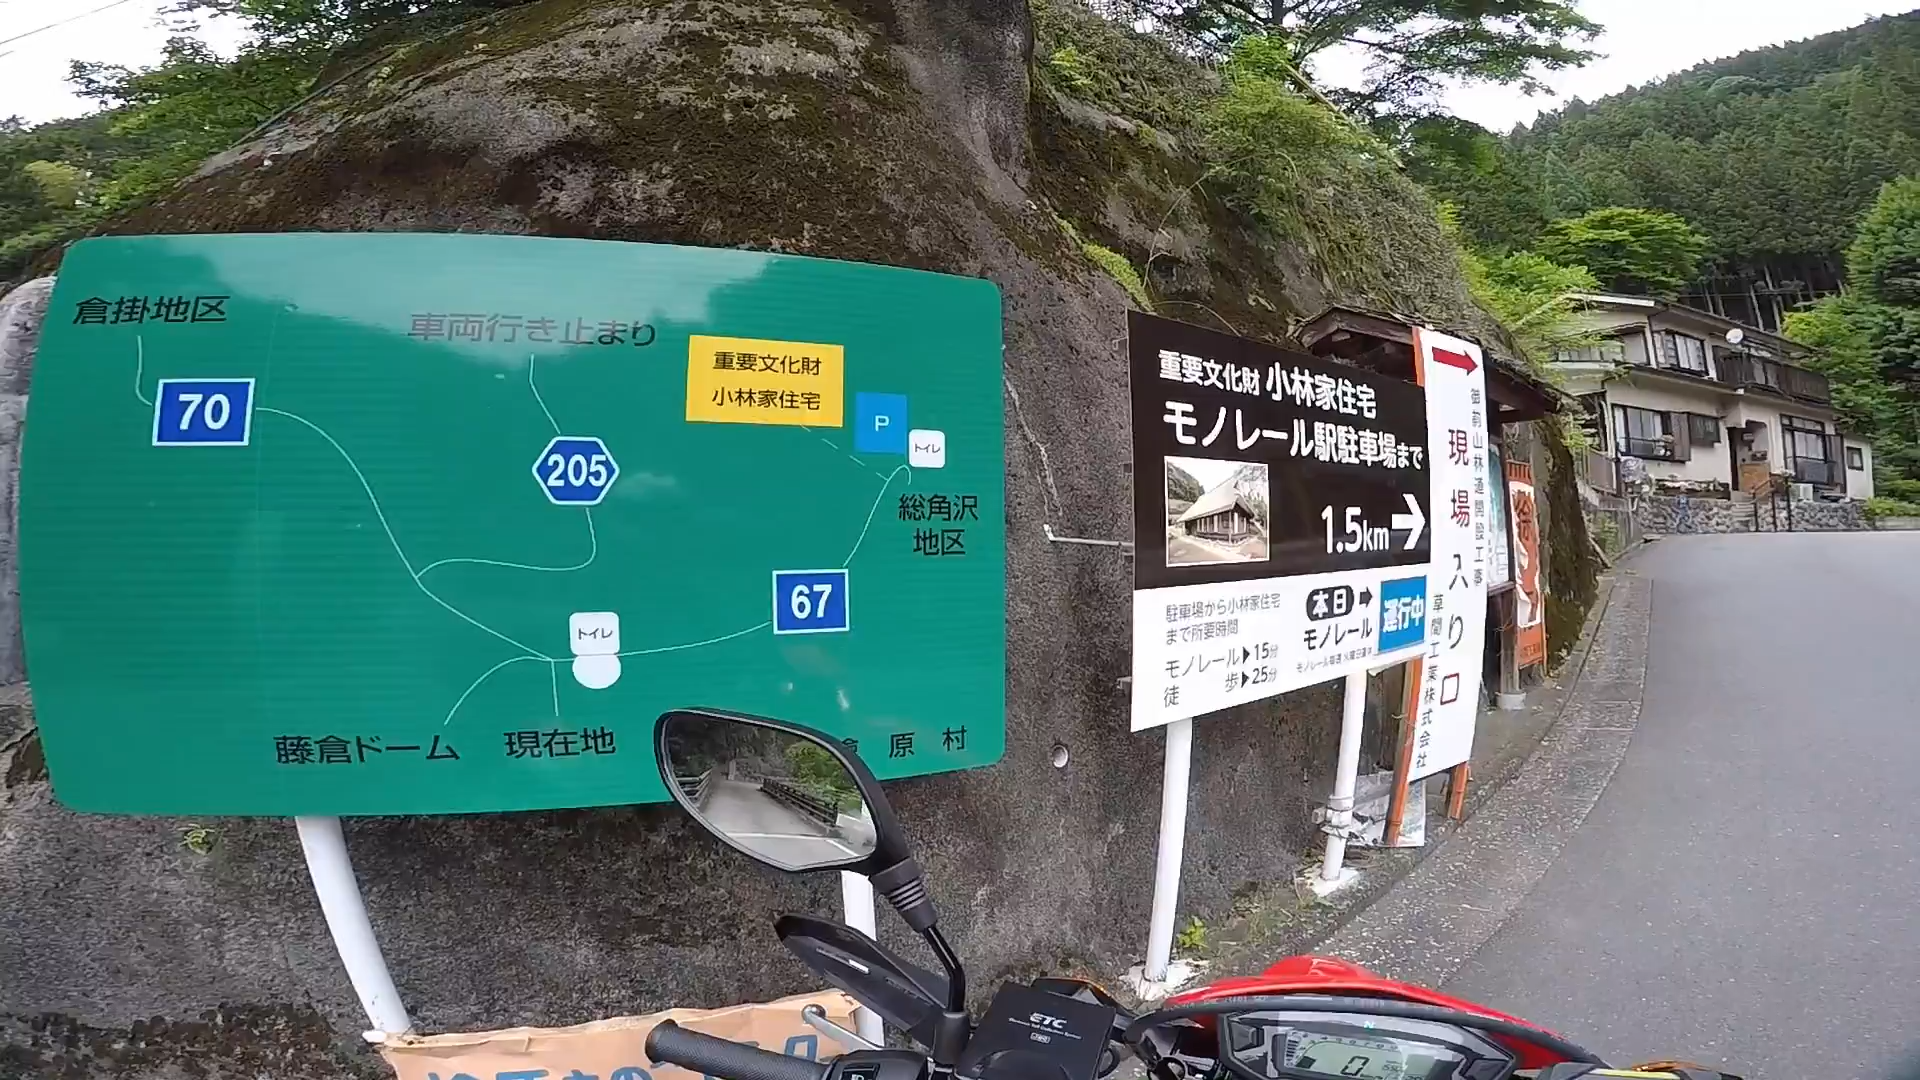 倉掛地区
車両行き止まり
70
205
重要文化財
小林家住宅
P
トイレ
総角沢
地区
67
トイレ
藤倉ドーム
現在地
原村
重要文化財 小林家住宅
モノレール駅駐車場まで
1.5km→
駐車場から小林家住宅
まで所要時間
モノレール▶15分
徒歩▶25分
本日→
モノレール
運行中
御前山林道開設工事
現場入り口
草間工業株式会社
ETC
N
0